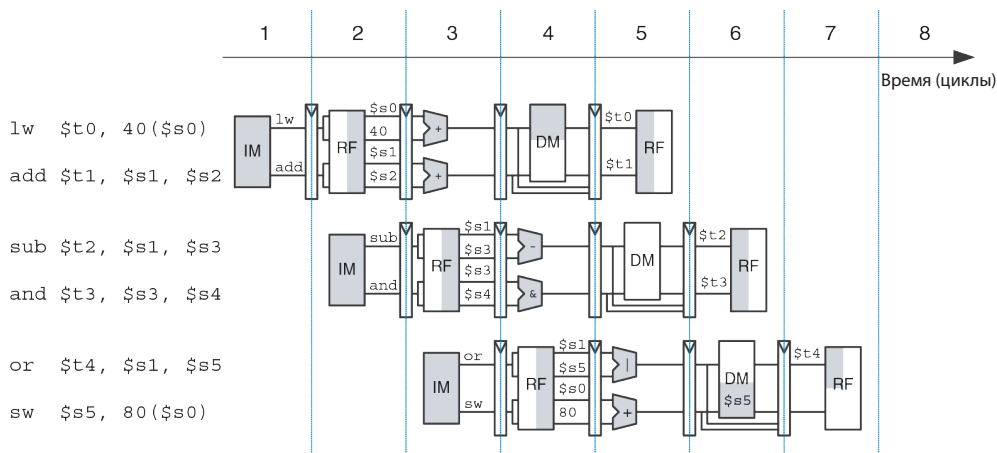 1 2 3 4 5 6 7 8
Время (циклы)
lw $t0, 40($s0)
add $t1, $s1, $s2
IM
lw
add
RF
$s0
40
$s1
$s2
+
+
DM
$t0
$t1
RF
sub $t2, $s1, $s3
and $t3, $s3, $s4
IM
sub
and
RF
$s1
$s3
$s3
$s4
-
&
DM
$t2
$t3
RF
or $t4, $s1, $s5
sw $s5, 80($s0)
IM
or
sw
RF
$s1
$s5
$s0
80
|
+
DM
$s5
$t4
RF